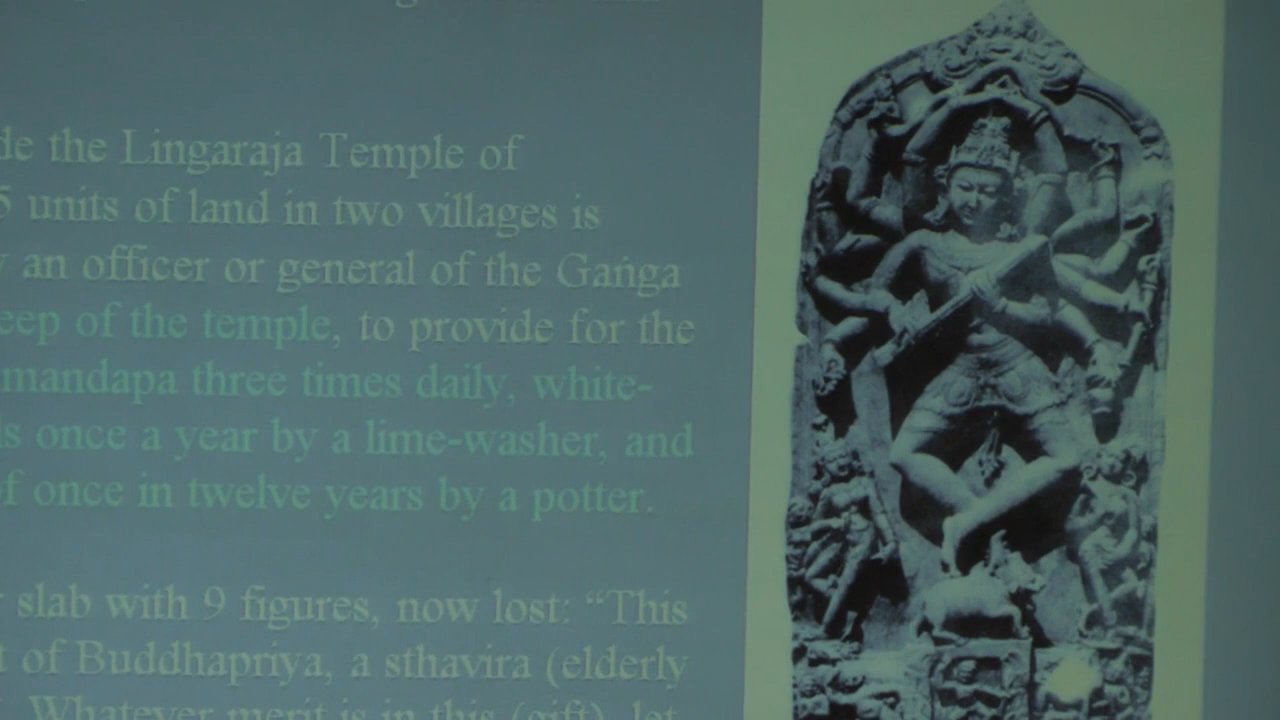 the Lingaraja Temple of
5 units of land in two villages is
an officer or general of the Gaṅga
of the temple, to provide for the
mandapa three times daily, white-
once a year by a lime-washer, and
once in twelve years by a potter.
slab with 9 figures, now lost: “This
of Buddhapriya, a sthavira (elderly
Whatever merit is in this (gift), let